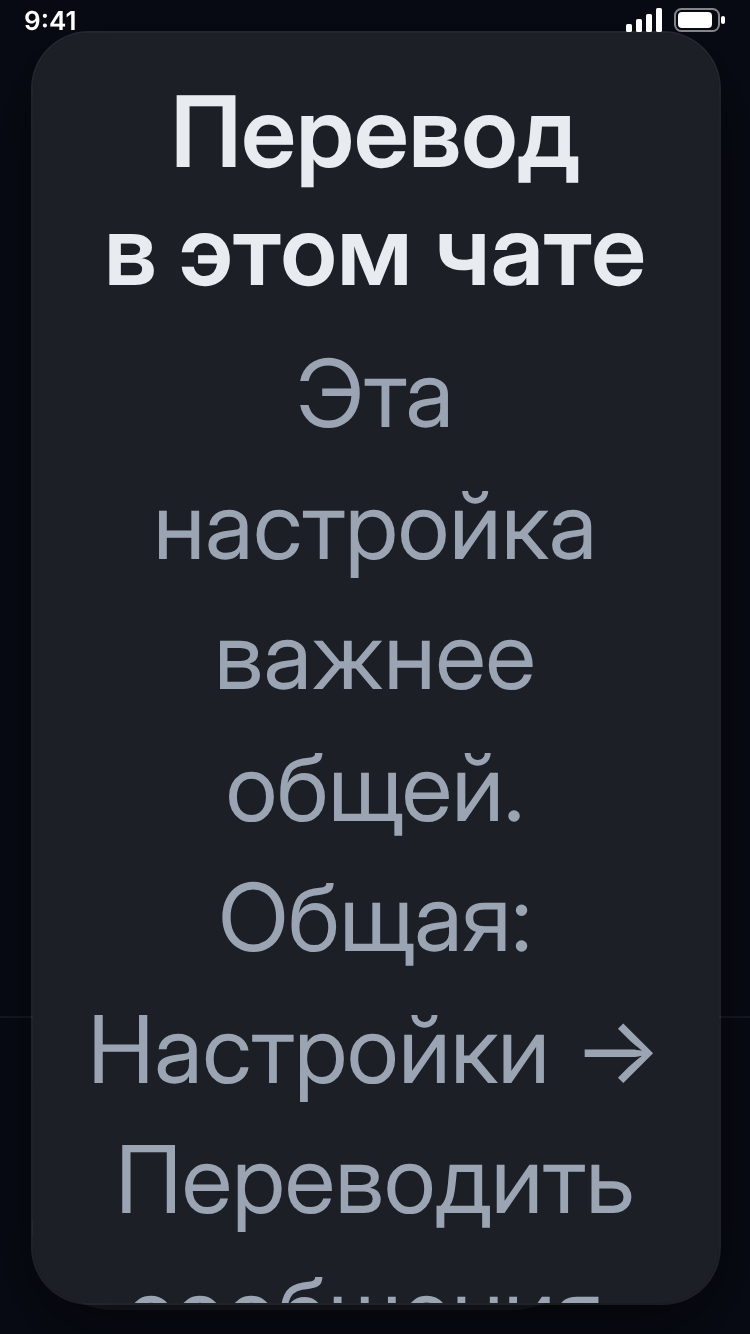 9:41
Перевод
в этом чате
Эта
настройка
важнее
общей.
Общая:
Настройки →
Переводить